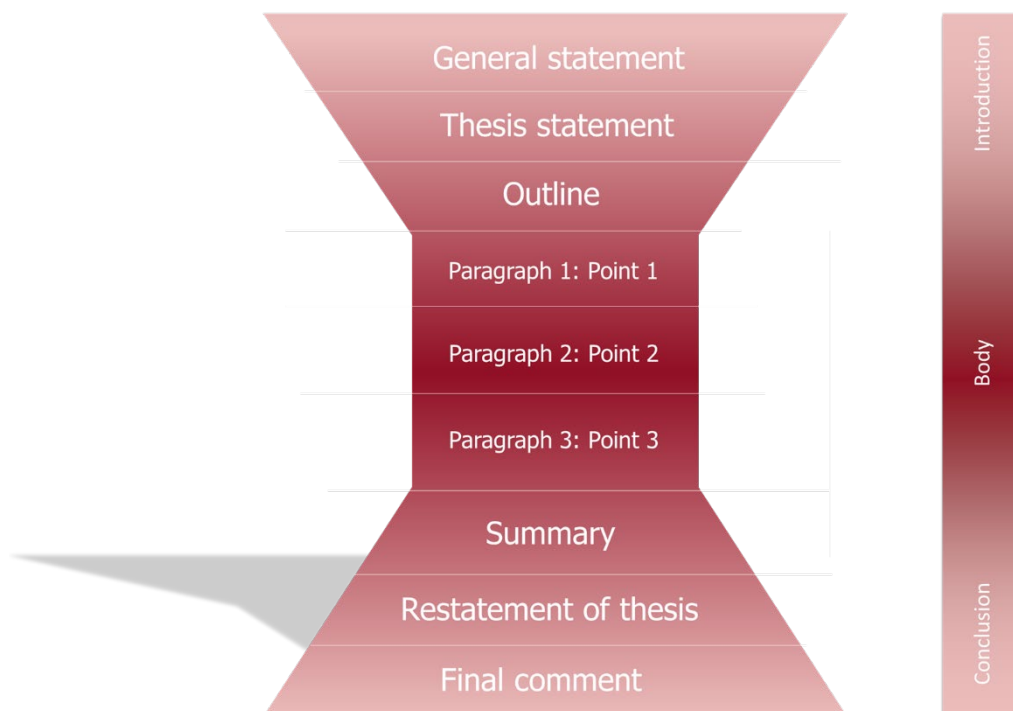 General statement
Thesis statement
Outline
Paragraph 1: Point 1
Paragraph 2: Point 2
Paragraph 3: Point 3
Summary
Restatement of thesis
Final comment
Introduction
Body
Conclusion